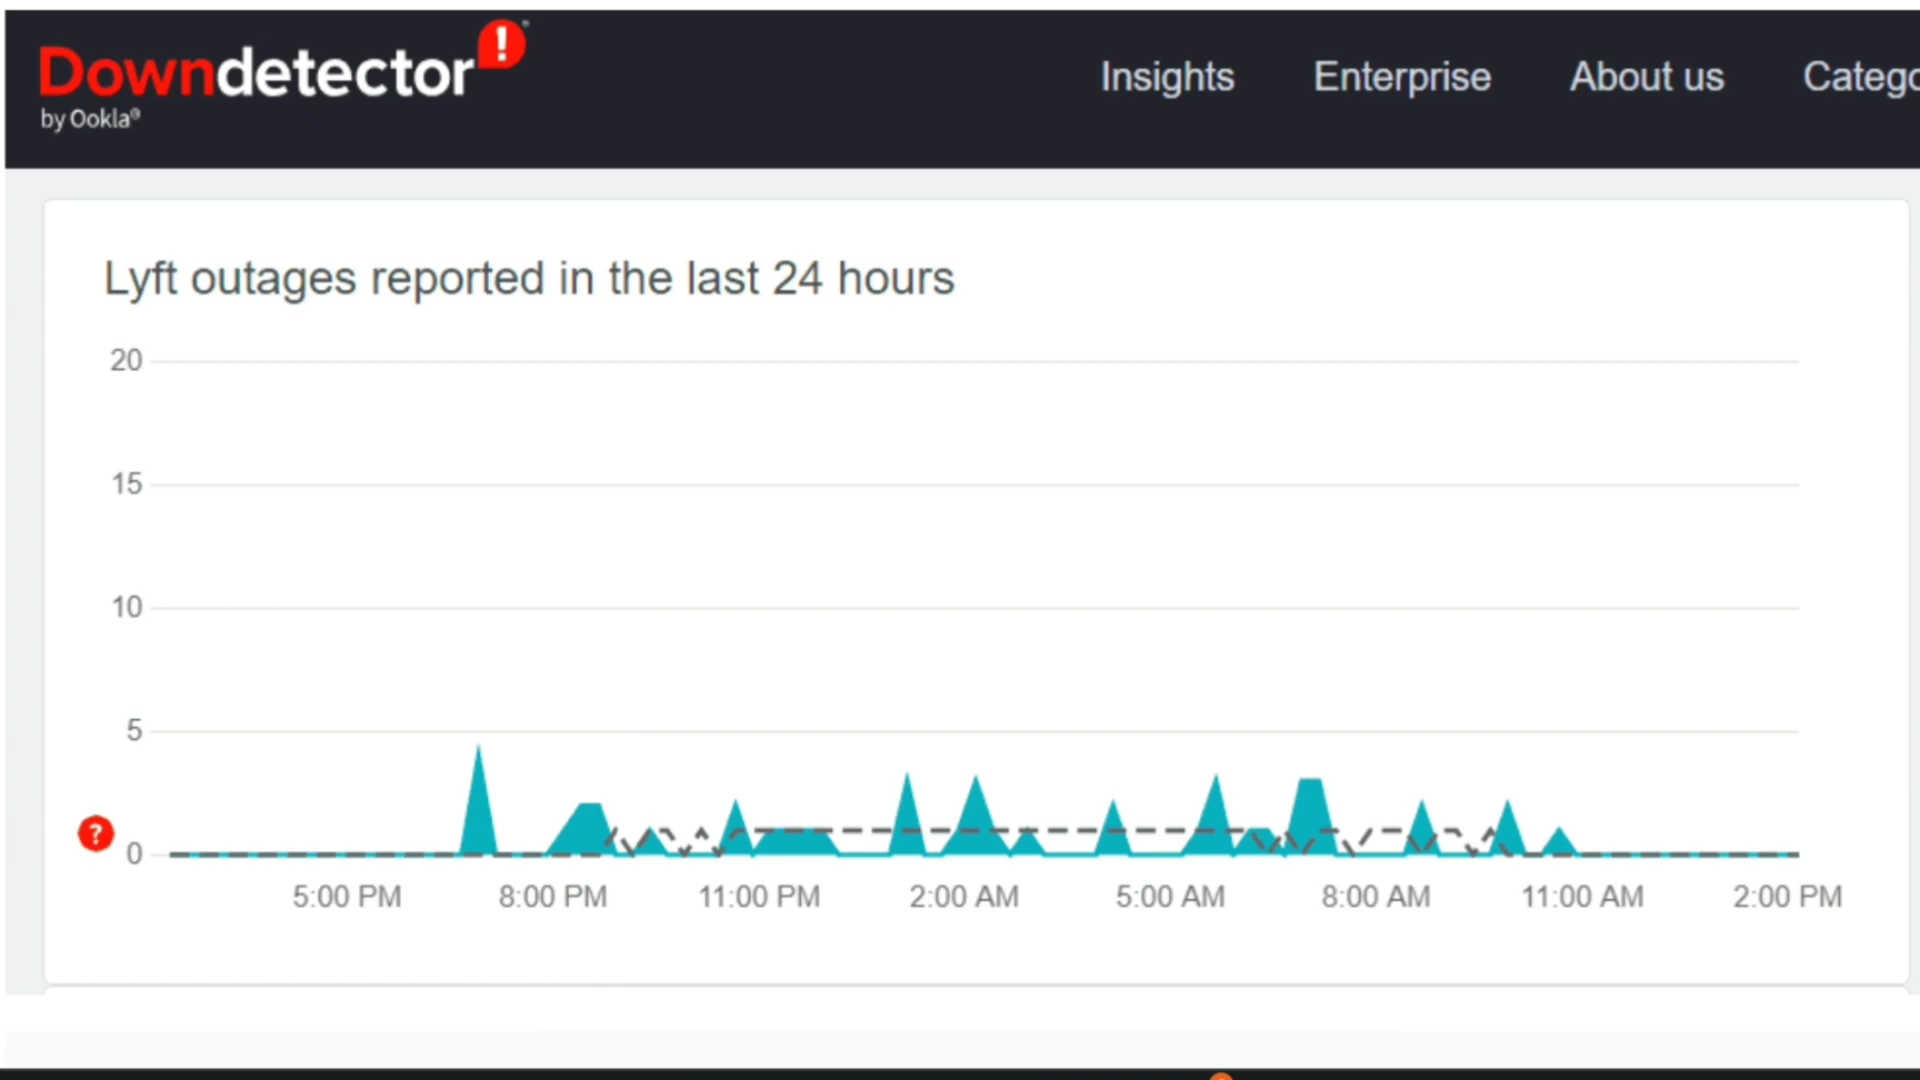 Downdetector!
by Ookla®
Insights Enterprise About us Catego
Lyft outages reported in the last 24 hours
20
15
10
5
?
0
5:00 PM 8:00 PM 11:00 PM 2:00 AM 5:00 AM 8:00 AM 11:00 AM 2:00 PM